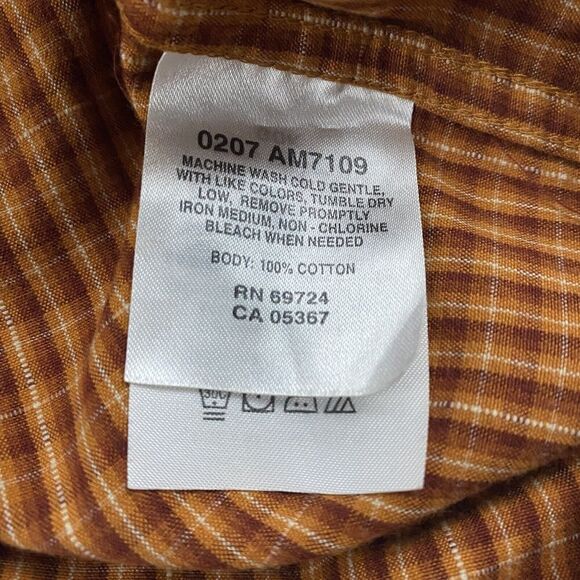 0207 AM7109
MACHINE WASH COLD GENTLE,
WITH LIKE COLORS, TUMBLE DRY
LOW, REMOVE PROMPTLY
IRON MEDIUM, NON - CHLORINE
BLEACH WHEN NEEDED
BODY: 100% COTTON
RN 69724
CA 05367